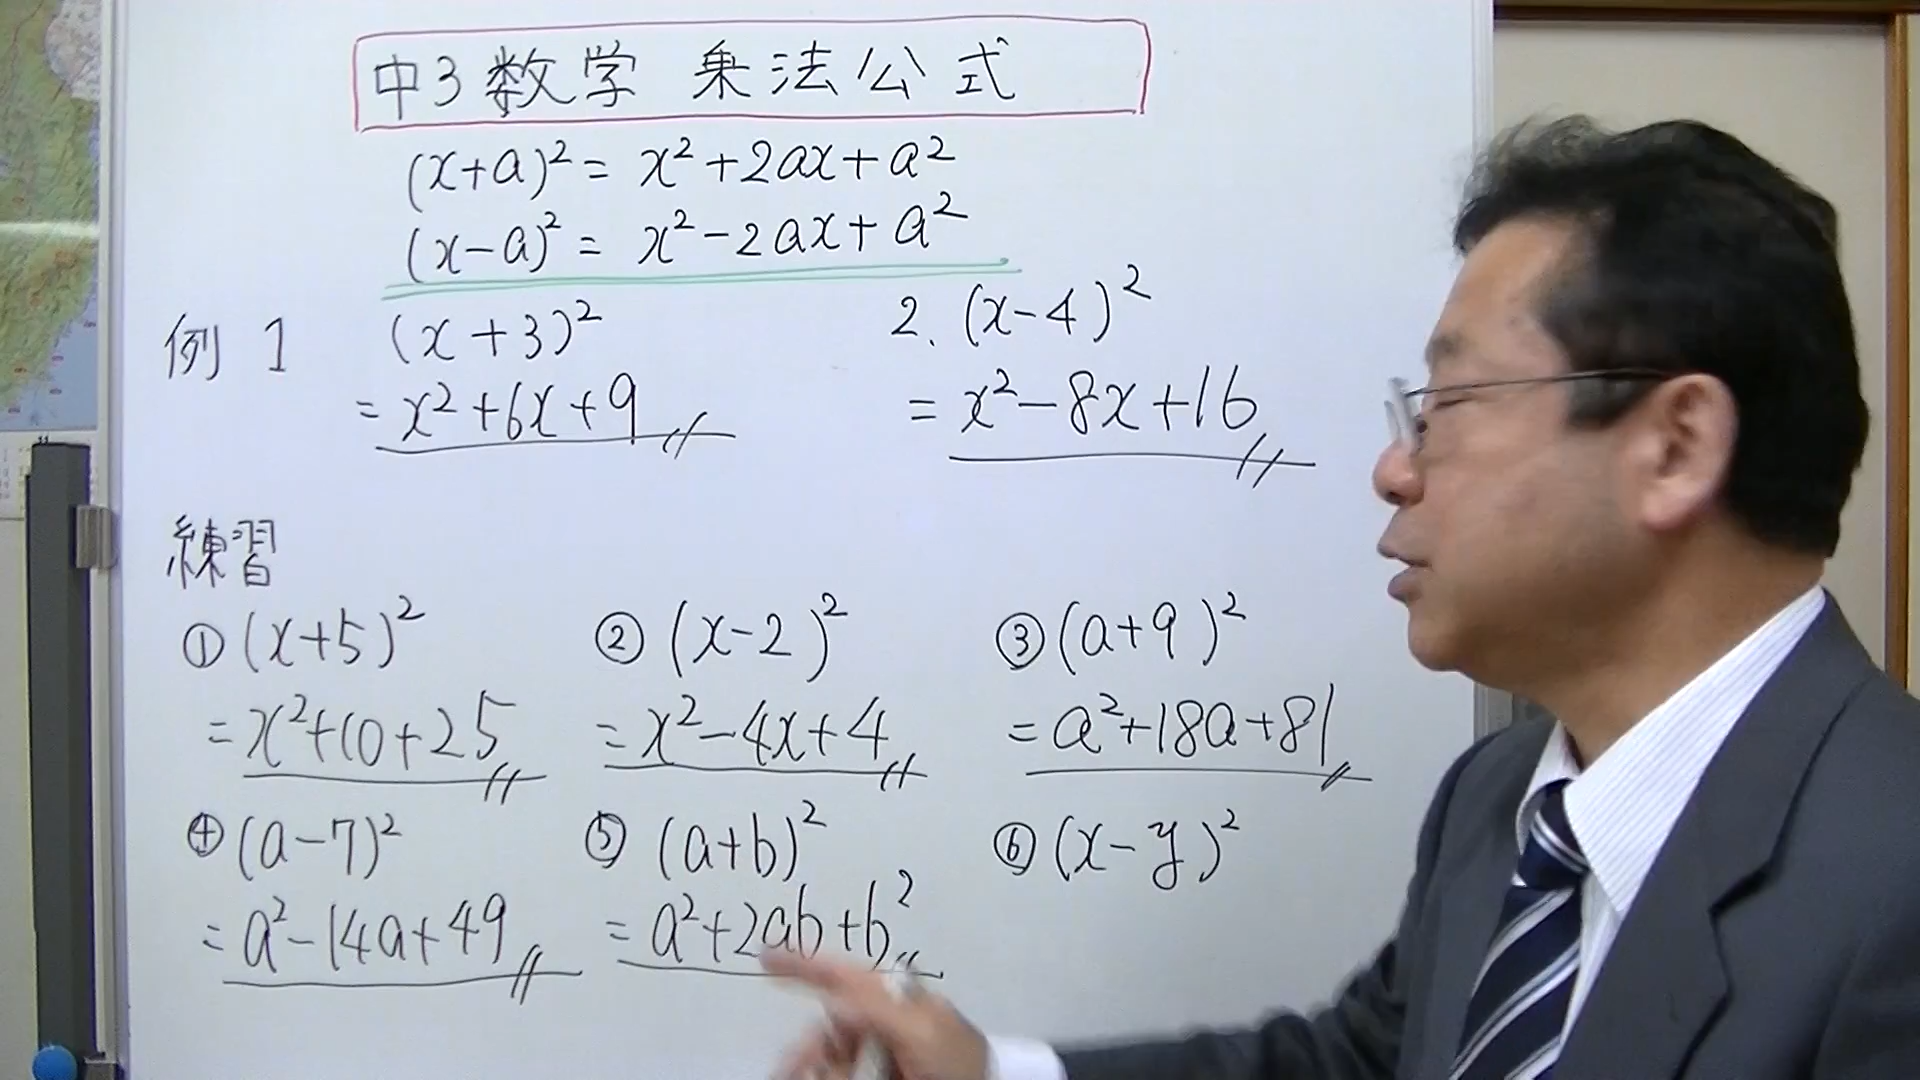 中3数学 乗法公式
(x+a)²= x²+2ax+a²
(x-a)²= x²-2ax+a²
例 1 (x+3)²
= x²+6x+9
2. (x-4)²
= x²-8x+16
練習
① (x+5)²
= x²+10+25
② (x-2)²
= x²-4x+4
③ (a+9)²
= a²+18a+81
④ (a-7)²
= a²-14a+49
⑤ (a+b)²
= a²+2ab+b²
⑥ (x-y)²